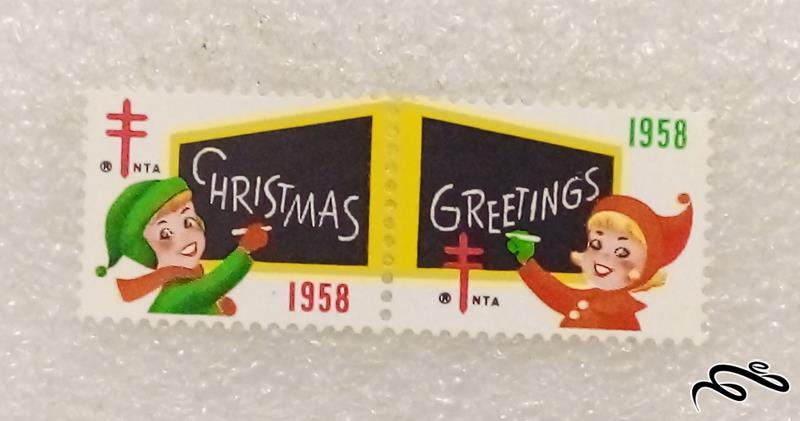 ® NTA
CHRISTMAS
1958
1958
GREETINGS
® NTA